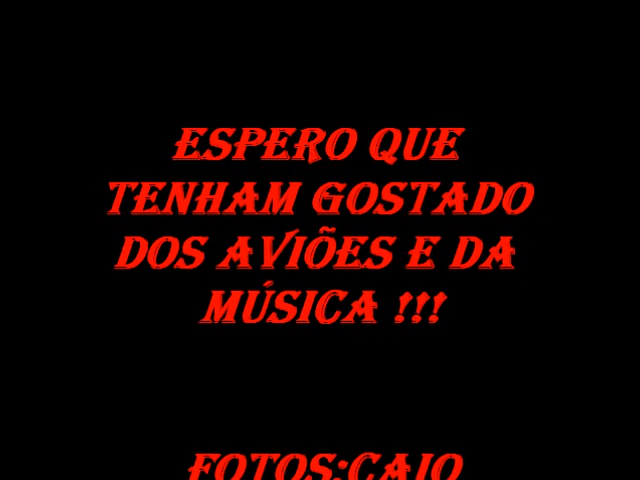 ESPERO QUE
TENHAM GOSTADO
DOS AVIÕES E DA
MÚSICA !!!
FOTOS:CAIO